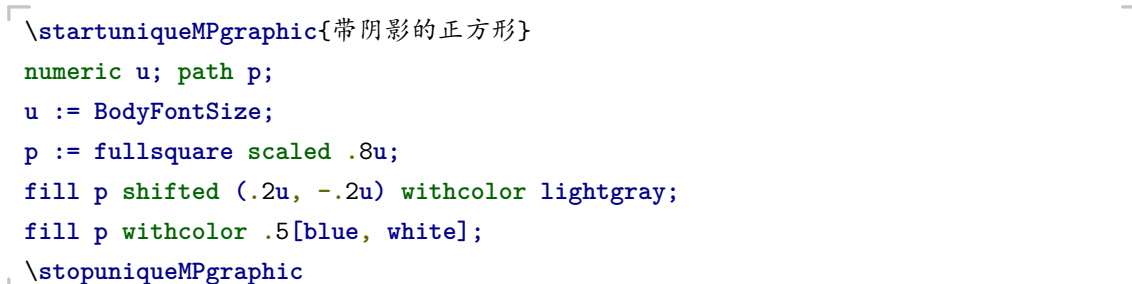 \startuniqueMPgraphic{带阴影的正方形}
numeric u; path p;
u := BodyFontSize;
p := fullsquare scaled .8u;
fill p shifted (.2u, -.2u) withcolor lightgray;
fill p withcolor .5[blue, white];
\stopuniqueMPgraphic